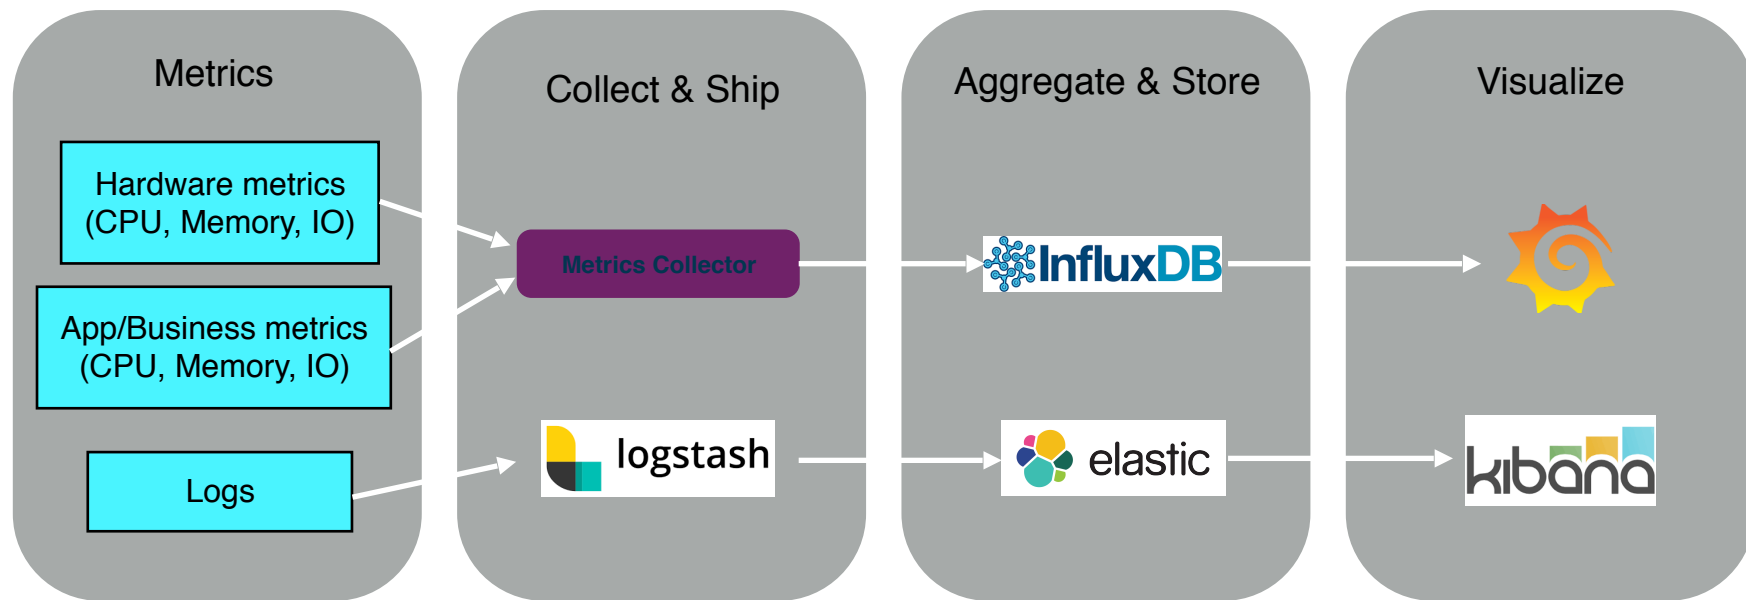 Metrics
Hardware metrics
(CPU, Memory, IO)
App/Business metrics
(CPU, Memory, IO)
Logs
Collect & Ship
Metrics Collector
logstash
Aggregate & Store
InfluxDB
elastic
Visualize
kibana